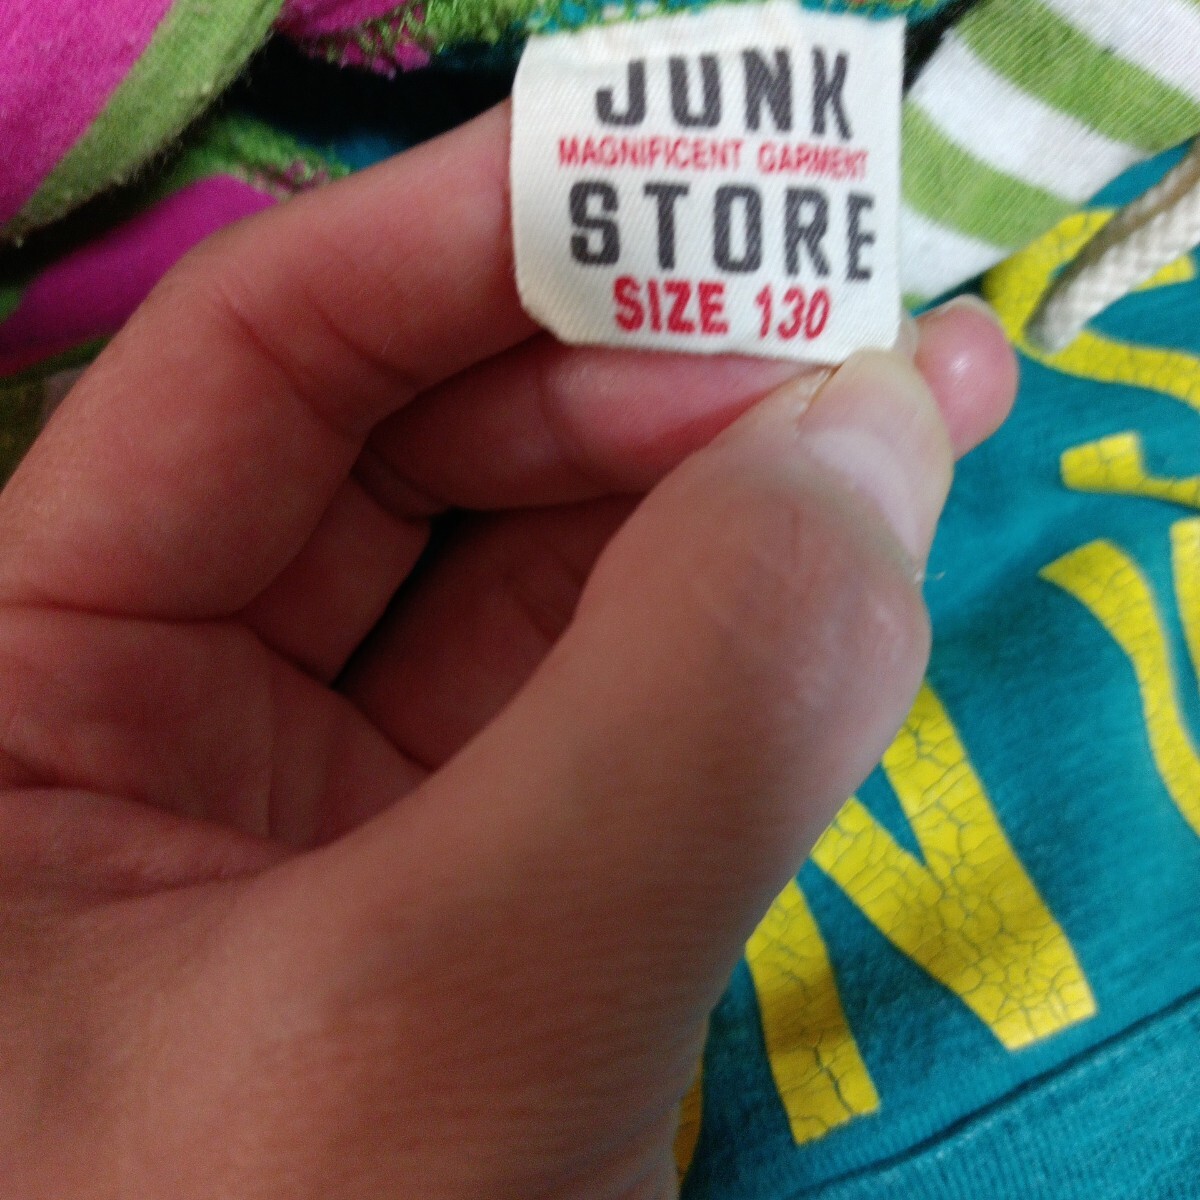 JUNK
MAGNIFICENT GARMENT
STORE
SIZE 130